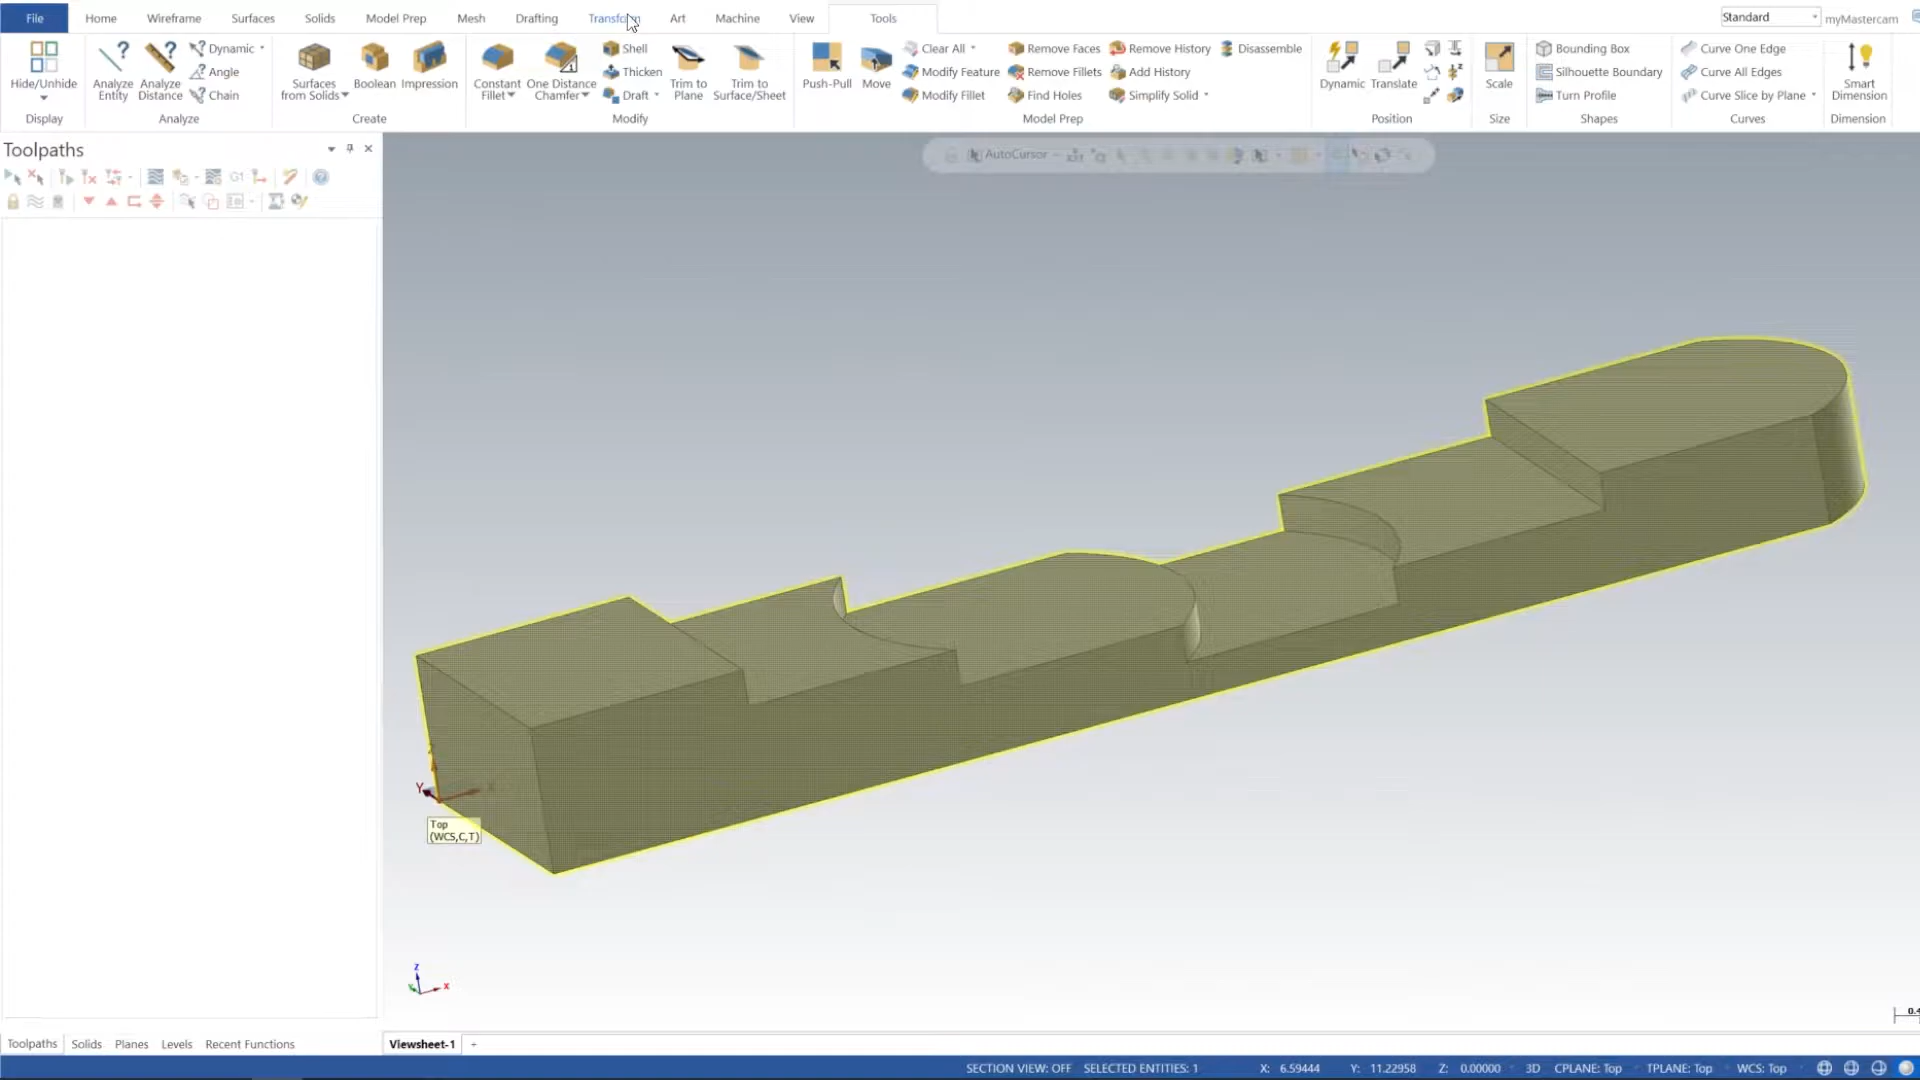 File Home Wireframe Surfaces Solids Model Prep Mesh Drafting Transform Art Machine View Tools Standard myMastercam
Hide/Unhide
Display
Analyze Entity
Analyze Distance
Dynamic
Angle
Chain
Analyze
Surfaces from Solids
Boolean
Impression
Create
Constant Fillet
One Distance Chamfer
Shell
Thicken
Draft
Trim to Plane
Trim to Surface/Sheet
Modify
Push-Pull
Move
Clear All
Modify Feature
Modify Fillet
Remove Faces
Remove Fillets
Find Holes
Remove History
Add History
Simplify Solid
Disassemble
Model Prep
Dynamic
Translate
Position
Scale
Size
Bounding Box
Silhouette Boundary
Turn Profile
Shapes
Curve One Edge
Curve All Edges
Curve Slice by Plane
Curves
Smart Dimension
Dimension
Toolpaths
G1
AutoCursor
Z
Y
X
Top
(WCS,C,T)
Z
X
0.4
Toolpaths Solids Planes Levels Recent Functions Viewsheet-1 +
SECTION VIEW: OFF SELECTED ENTITIES: 1 X: 6.59444 Y: 11.22958 Z: 0.00000 3D CPLANE: Top TPLANE: Top WCS: Top